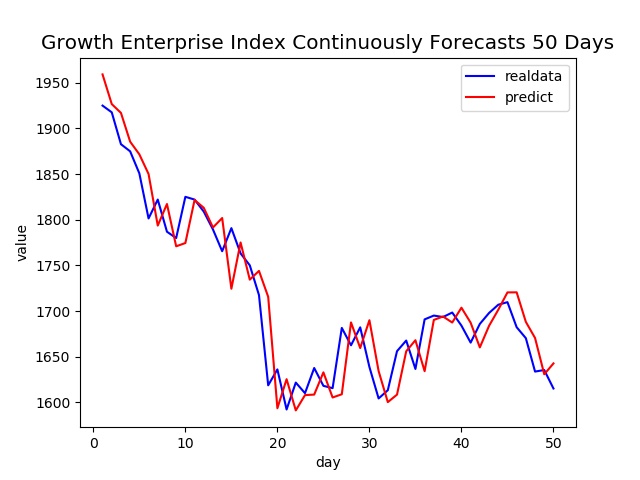 Growth Enterprise Index Continuously Forecasts 50 Days
realdata
predict
1950
1900
1850
1800
1750
1700
1650
1600
value
0 10 20 30 40 50
day